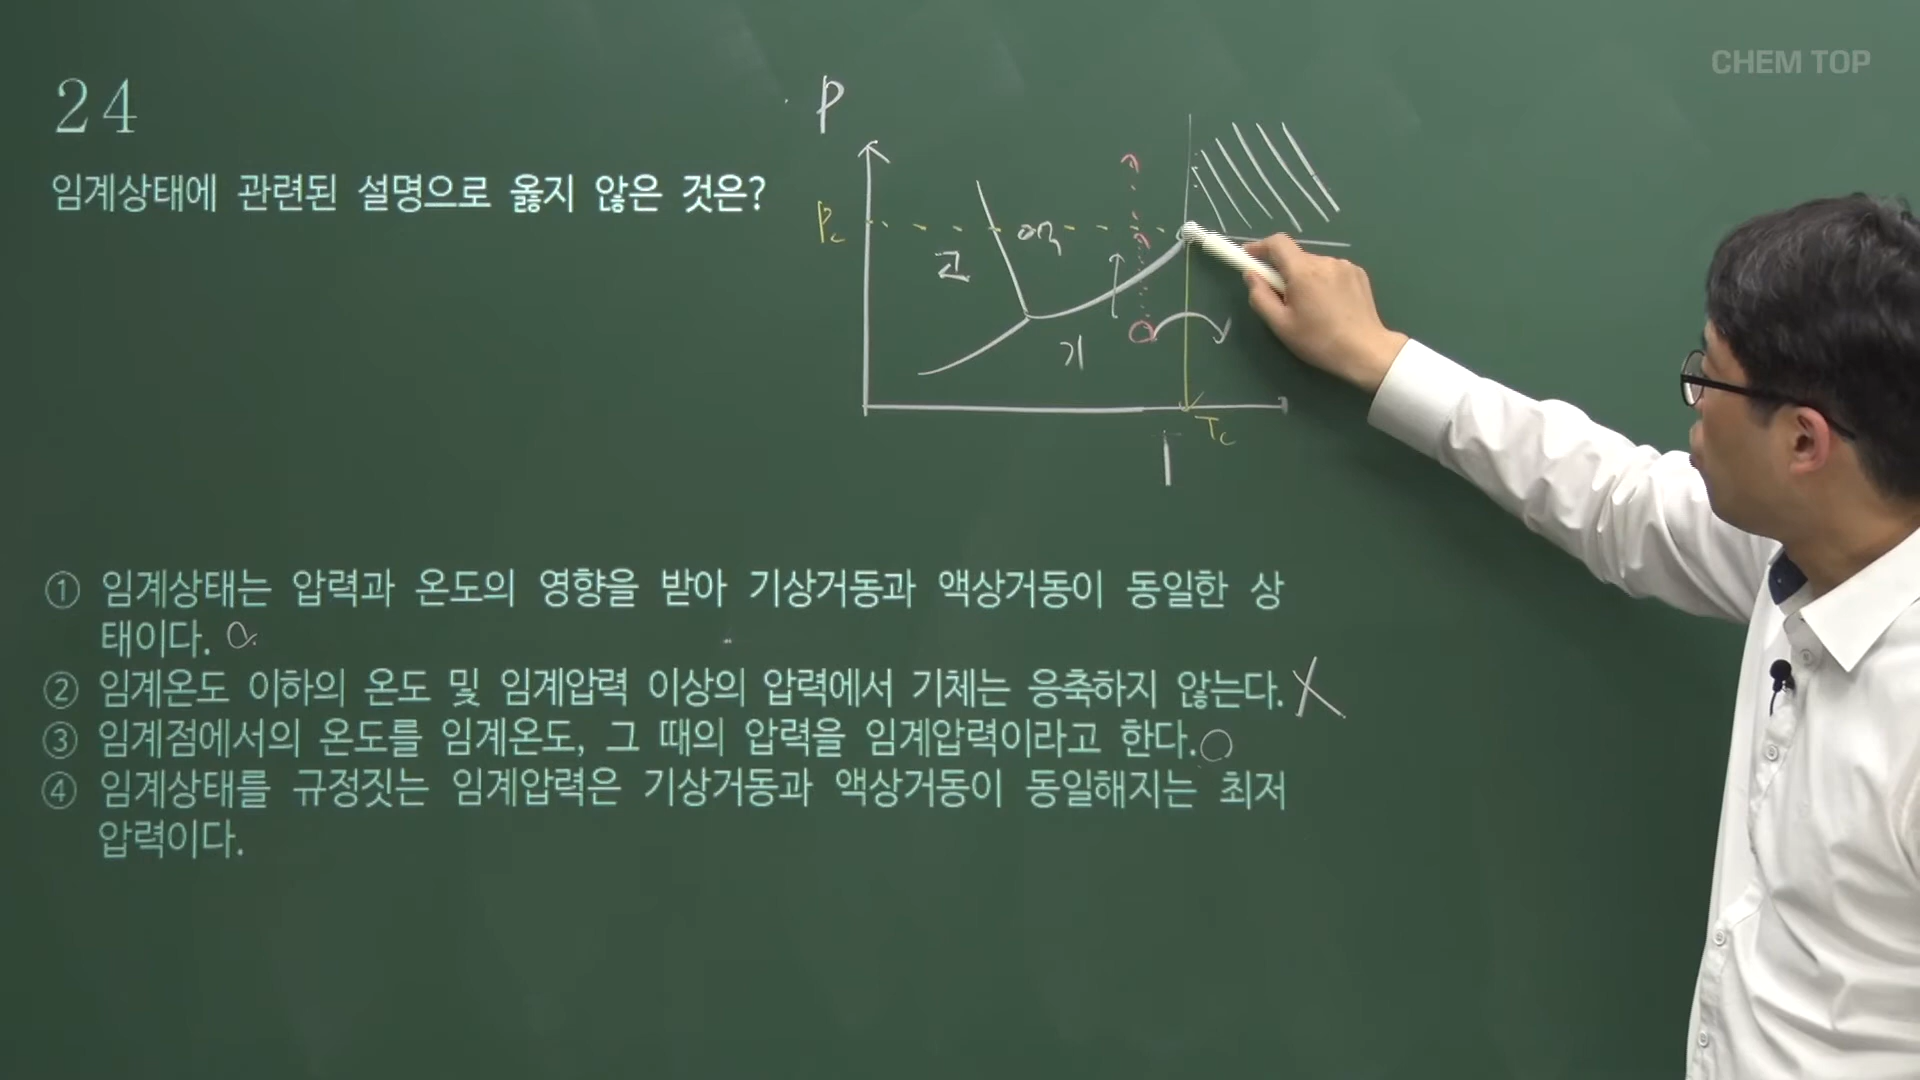 CHEM TOP
24
임계상태에 관련된 설명으로 옳지 않은 것은?
P
Pc
고
액
기
Tc
T
① 임계상태는 압력과 온도의 영향을 받아 기상거동과 액상거동이 동일한 상
태이다. O
② 임계온도 이하의 온도 및 임계압력 이상의 압력에서 기체는 응축하지 않는다. X
③ 임계점에서의 온도를 임계온도, 그 때의 압력을 임계압력이라고 한다. O
④ 임계상태를 규정짓는 임계압력은 기상거동과 액상거동이 동일해지는 최저
압력이다.